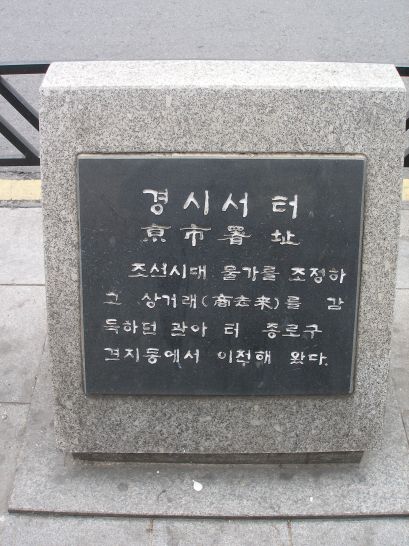 경시서 터
京市署 址
조선시대 물가를 조정하
고 상거래(商去来)를 감
독하던 관아 터 종로구
견지동에서 이전해 왔다.